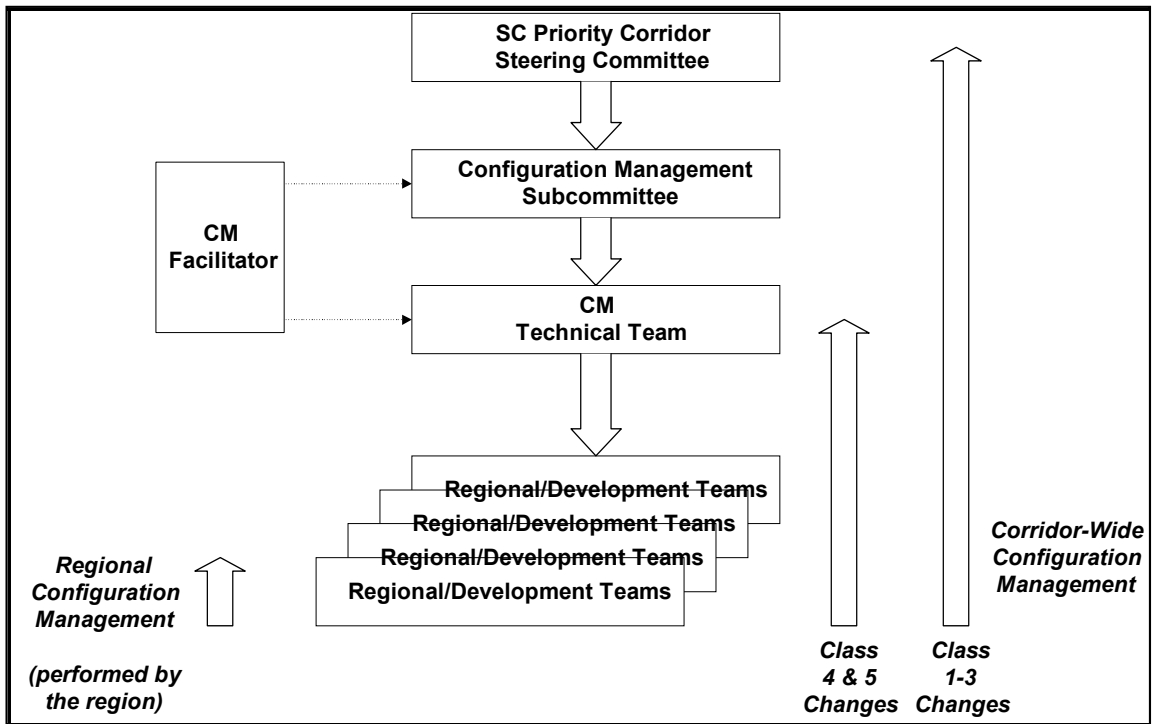 SC Priority Corridor
Steering Committee
Configuration Management
Subcommittee
CM
Facilitator
CM
Technical Team
Regional/Development Teams
Regional/Development Teams
Regional/Development Teams
Regional/Development Teams
Regional
Configuration
Management
(performed by
the region)
Class
4 & 5
Changes
Class
1-3
Changes
Corridor-Wide
Configuration
Management